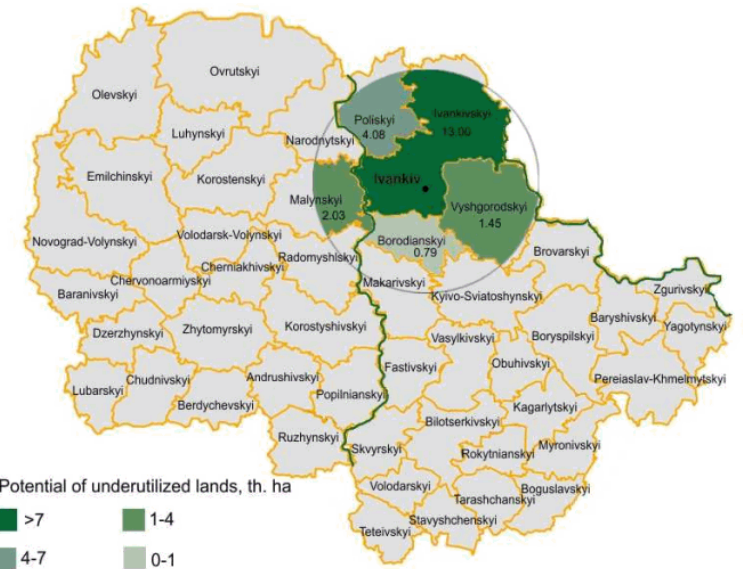 Ovrutskyi
Olevskyi
Poliskyi
4.08
Ivankivskyi
13.00
Luhynskyi
Narodnytskyi
Emilchinskyi
Korostenskyi
Ivankiv
Malynskyi
2.03
Vyshgorodskyi
1.45
Novograd-Volynskyi
Volodarsk-Volynskyi
Borodianskyi
0.79
Brovarskyi
Cherniakhivskyi
Radomyshlskyi
Chervonoarmiyskyi
Makarivskyi
Baranivskyi
Kyivo-Sviatoshynskyi
Zgurivskyi
Dzerzhynskyi
Zhytomyrskyi
Korostyshivskyi
Baryshivskyi
Yagotynskyi
Vasylkivskyi
Boryspilskyi
Fastivskyi
Obuhivskyi
Lubarskyi
Chudnivskyi
Andrushivskyi
Pereiaslav-Khmelmytskyi
Berdychevskyi
Popilnianskyi
Kagarlytskyi
Bilotserkivskyi
Ruzhynskyi
Skvyrskyi
Rokytnianskyi
Myronivskyi
Volodarskyi
Boguslavskyi
Tarashchanskyi
Stavyshchenskyi
Teteivskyi
Potential of underutilized lands, th. ha
>7
1-4
4-7
0-1